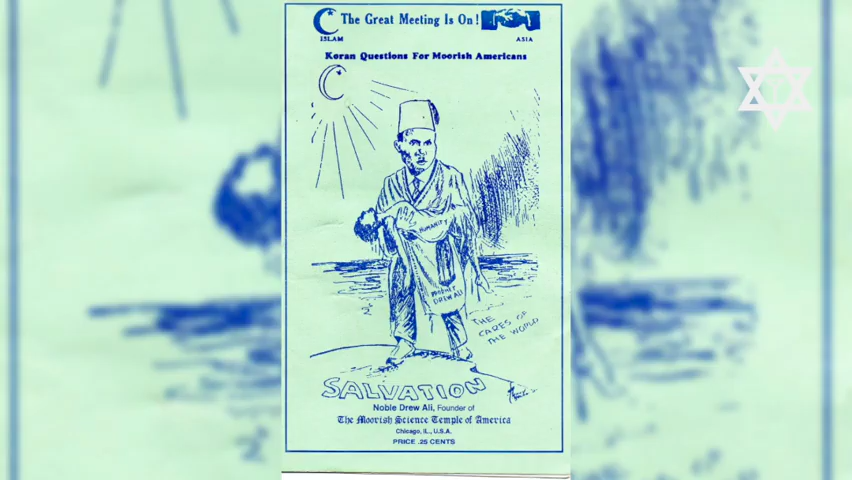 The Great Meeting Is On!
ISLAM
ASIA
Koran Questions For Moorish Americans
HUMANITY
PROPHET
DREW ALI
THE
CARES OF
THE WORLD
SALVATION
Noble Drew Ali, Founder of
The Moorish Science Temple of America
Chicago, IL., U.S.A.
PRICE .25 CENTS